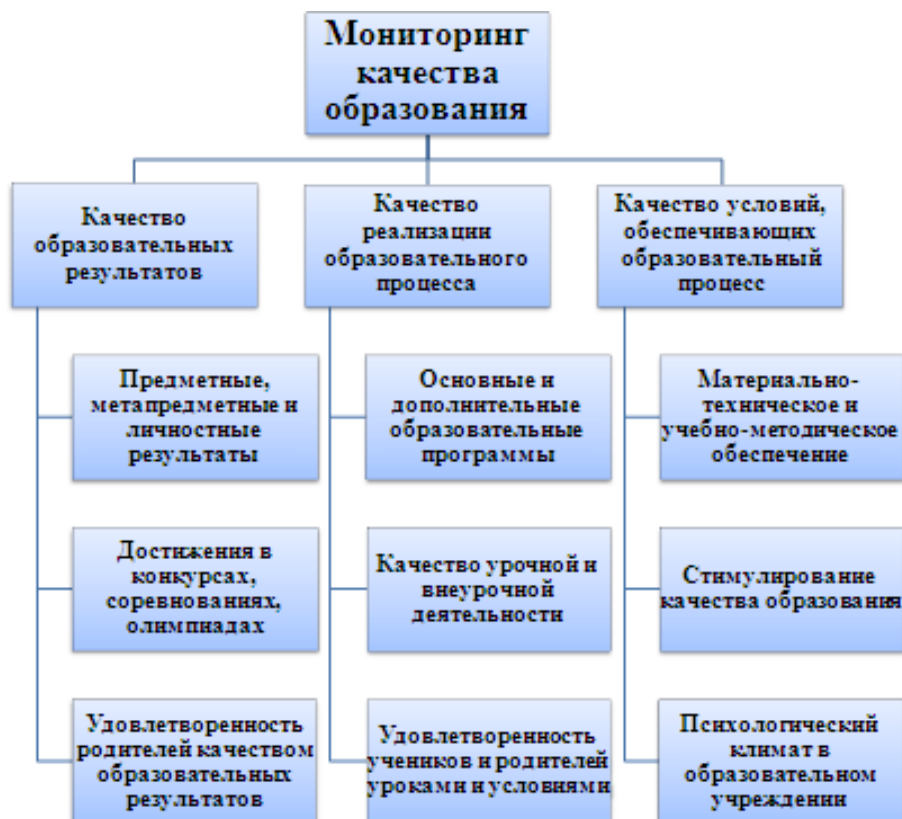 Мониторинг
качества
образования
Качество
образовательных
результатов
Качество
реализации
образовательного
процесса
Качество условий,
обеспечивающих
образовательный
процесс
Предметные,
метапредметные и
личностные
результаты
Основные и
дополнительные
образовательные
программы
Материально-
техническое и
учебно-методическое
обеспечение
Достижения в
конкурсах,
соревнованиях,
олимпиадах
Качество урочной и
внеурочной
деятельности
Стимулирование
качества образования
Удовлетворенность
родителей качеством
образовательных
результатов
Удовлетворенность
учеников и родителей
уроками и условиями
Психологический
климат в
образовательном
учреждении